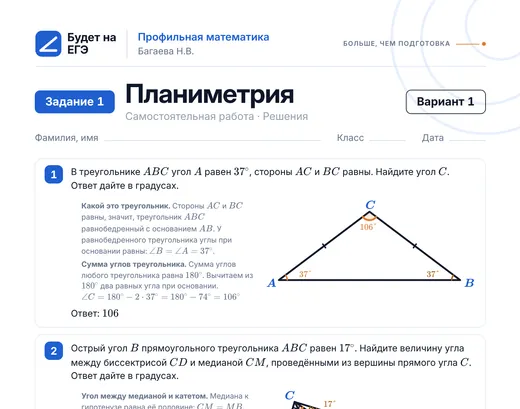 Будет на
ЕГЭ
Профильная математика
Багаева Н.В.
БОЛЬШЕ, ЧЕМ ПОДГОТОВКА
Задание 1
Планиметрия
Самостоятельная работа · Решения
Вариант 1
Фамилия, имя
Класс
Дата
1
В треугольнике ABC угол A равен 37°, стороны AC и BC равны. Найдите угол C.
Ответ дайте в градусах.
Какой это треугольник. Стороны AC и BC
равны, значит, треугольник ABC
равнобедренный с основанием AB. У
равнобедренного треугольника углы при
основании равны: ∠B = ∠A = 37°.
Сумма углов треугольника. Сумма углов
любого треугольника равна 180°. Вычитаем из
180° два равных угла при основании.
∠C = 180° − 2 · 37° = 180° − 74° = 106°
C
106°
37°
37°
A
B
Ответ: 106
2
Острый угол B прямоугольного треугольника ABC равен 17°. Найдите величину угла
между биссектрисой CD и медианой CM, проведёнными из вершины прямого угла C.
Ответ дайте в градусах.
Угол между медианой и катетом. Медиана к
гипотенузе равна её половине: CM = MB.
C
17°